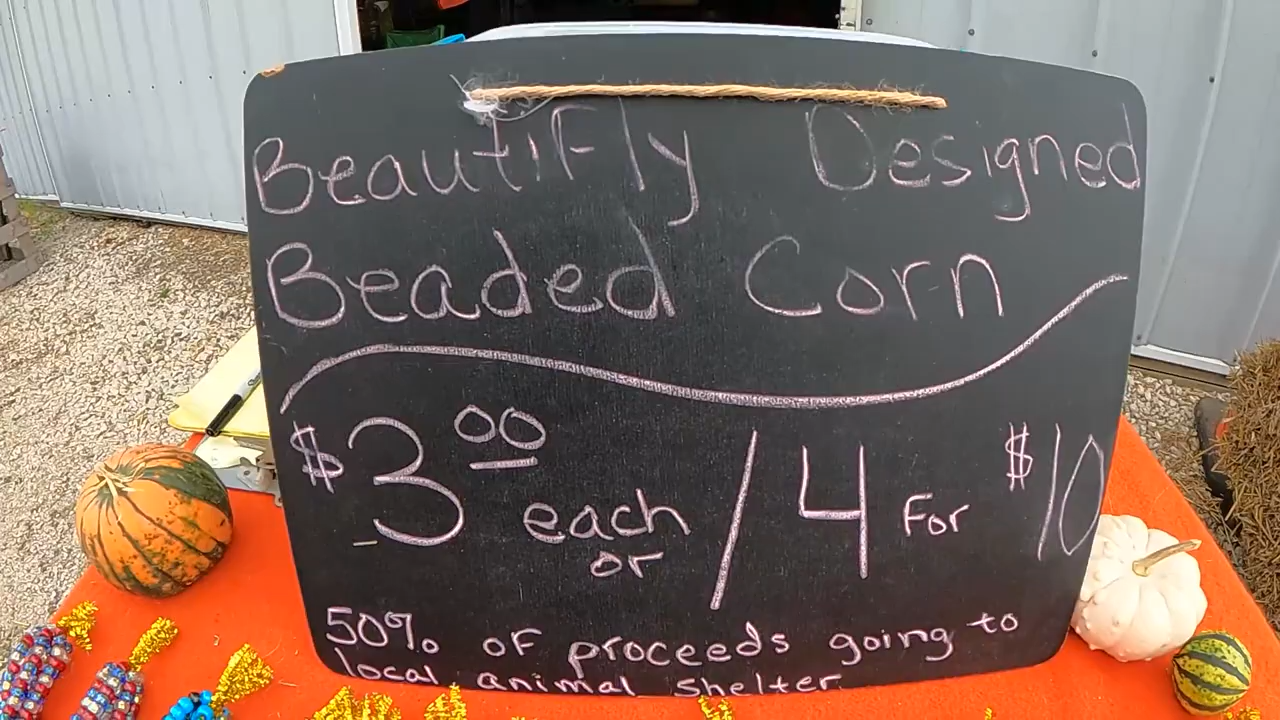 BeautiFly Designed
Beaded Corn
$3.00 each or / 4 For $10
50% oF proceeds going to
local animal shelter